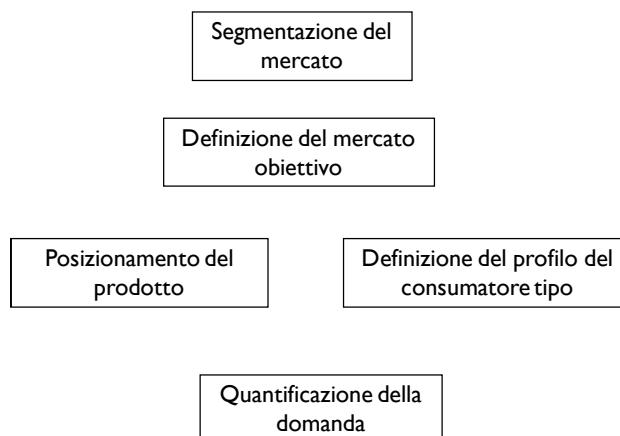 Segmentazione del
mercato
Definizione del mercato
obiettivo
Posizionamento del
prodotto
Definizione del profilo del
consumatore tipo
Quantificazione della
domanda